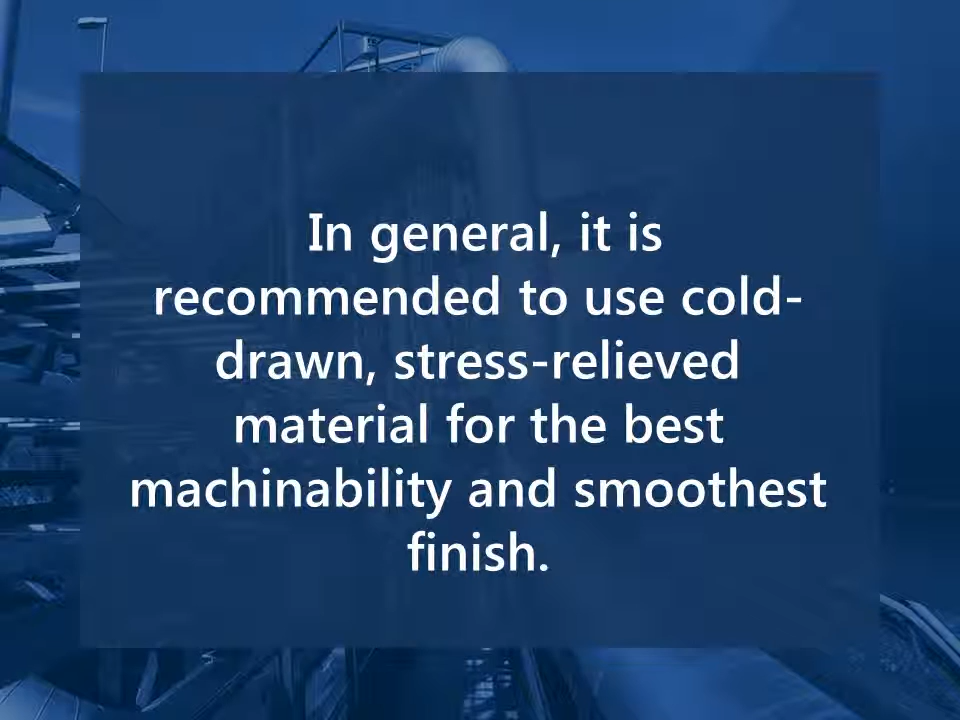 In general, it is
recommended to use cold-
drawn, stress-relieved
material for the best
machinability and smoothest
finish.